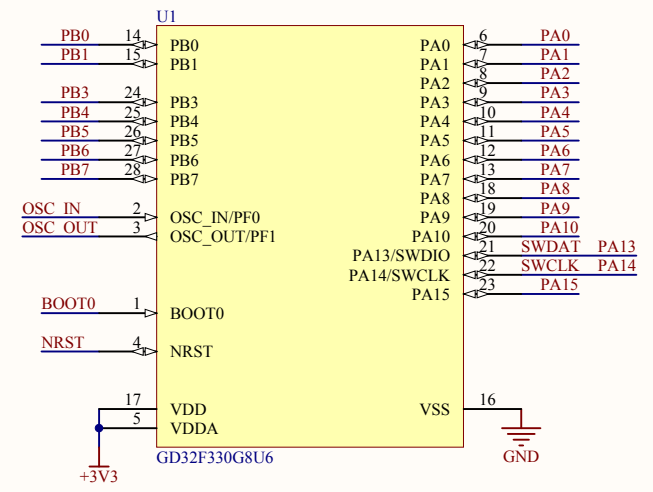 U1
PB0 14 PB0 PA0 6 PA0
PB1 15 PB1 PA1 7 PA1
PA2 8 PA2
PB3 24 PB3 PA3 9 PA3
PB4 25 PB4 PA4 10 PA4
PB5 26 PB5 PA5 11 PA5
PB6 27 PB6 PA6 12 PA6
PB7 28 PB7 PA7 13 PA7
PA8 18 PA8
OSC_IN 2 OSC_IN/PF0 PA9 19 PA9
OSC_OUT 3 OSC_OUT/PF1 PA10 20 PA10
PA13/SWDIO 21 SWDAT PA13
PA14/SWCLK 22 SWCLK PA14
PA15 23 PA15
BOOT0 1 BOOT0
NRST 4 NRST
17 VDD VSS 16
5 VDDA
GD32F330G8U6 GND
+3V3